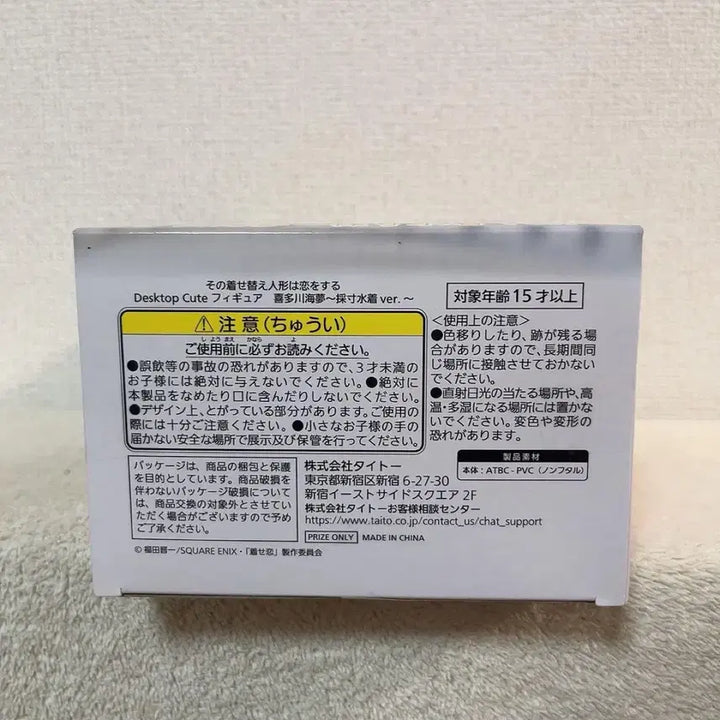 その着せ替え人形は恋をする
Desktop Cute フィギュア 喜多川海夢～採寸水着 ver. ～
対象年齢 15 才以上
⚠注意(ちゅうい)
ご使用前に必ずお読みください。
しようまえ かなら よ
●誤飲等の事故の恐れがありますので、3才未満の
お子様には絶対に与えないでください。●絶対に
本製品をなめたり口に含んだりしないでください。
●デザイン上、とがっている部分があります。ご使用の
際には十分ご注意ください。●小さなお子様の手の
届かない安全な場所で展示及び保管を行ってください。
＜使用上の注意＞
●色移りしたり、跡が残る場
合がありますので、長期間同
じ場所に接触させておかない
でください。
●直射日光の当たる場所や、高
温・多湿になる場所には置かな
いでください。変色や変形の
恐れがあります。
製品素材
本体：ATBC-PVC（ノンフタル）
パッケージは、商品の梱包と保護
を目的としています。商品破損を
伴わないパッケージ破損について
は、商品交換の対象外とさせてい
ただく場合がございますので予め
ご了承ください。
株式会社タイトー
東京都新宿区新宿 6-27-30
新宿イーストサイドスクエア 2F
株式会社タイトーお客様相談センター
https://www.taito.co.jp/contact_us/chat_support
PRIZE ONLY MADE IN CHINA
© 福田晋一/SQUARE ENIX・「着せ恋」製作委員会